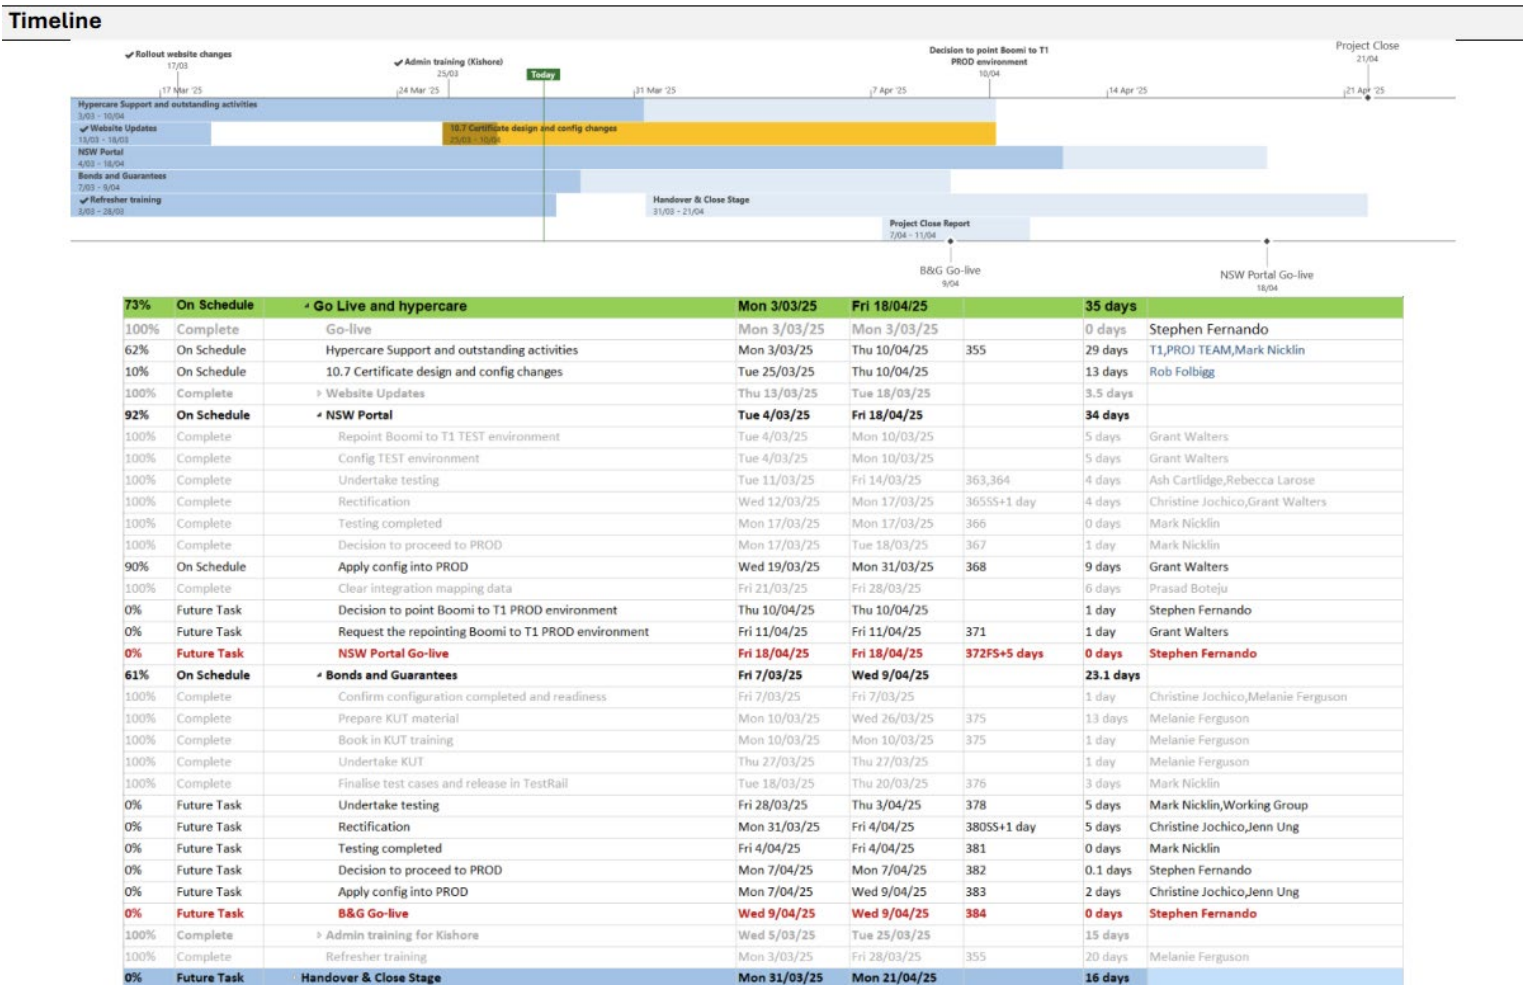 Timeline
Rollout website changes
17/03
Admin training (Kishore)
25/03
Today
Decision to point Boomi to T1
PROD environment
10/04
Project Close
21/04
17 Mar '25
24 Mar '25
31 Mar '25
7 Apr '25
14 Apr '25
21 Apr '25
Hypercare Support and outstanding activities
3/03 - 10/04
Website Updates
13/03 - 18/03
10.7 Certificate design and config changes
25/03 - 10/04
NSW Portal
4/03 - 18/04
Bonds and Guarantees
7/03 - 9/04
Refresher training
3/03 - 28/03
Handover & Close Stage
31/03 - 21/04
Project Close Report
7/04 - 11/04
B&G Go-live
9/04
NSW Portal Go-live
18/04
73% On Schedule Go Live and hypercare Mon 3/03/25 Fri 18/04/25 35 days
100% Complete Go-live Mon 3/03/25 Mon 3/03/25 0 days Stephen Fernando
62% On Schedule Hypercare Support and outstanding activities Mon 3/03/25 Thu 10/04/25 355 29 days T1,PROJ TEAM,Mark Nicklin
10% On Schedule 10.7 Certificate design and config changes Tue 25/03/25 Thu 10/04/25 13 days Rob Folbigg
100% Complete Website Updates Thu 13/03/25 Tue 18/03/25 3.5 days
92% On Schedule NSW Portal Tue 4/03/25 Fri 18/04/25 34 days
100% Complete Repoint Boomi to T1 TEST environment Tue 4/03/25 Mon 10/03/25 5 days Grant Walters
100% Complete Config TEST environment Tue 4/03/25 Mon 10/03/25 5 days Grant Walters
100% Complete Undertake testing Tue 11/03/25 Fri 14/03/25 363,364 4 days Ash Cartlidge,Rebecca Larose
100% Complete Rectification Wed 12/03/25 Mon 17/03/25 365SS+1 day 4 days Christine Jochico,Grant Walters
100% Complete Testing completed Mon 17/03/25 Mon 17/03/25 366 0 days Mark Nicklin
100% Complete Decision to proceed to PROD Mon 17/03/25 Tue 18/03/25 367 1 day Mark Nicklin
90% On Schedule Apply config into PROD Wed 19/03/25 Mon 31/03/25 368 9 days Grant Walters
100% Complete Clear integration mapping data Fri 21/03/25 Fri 28/03/25 6 days Prasad Boteju
0% Future Task Decision to point Boomi to T1 PROD environment Thu 10/04/25 Thu 10/04/25 1 day Stephen Fernando
0% Future Task Request the repointing Boomi to T1 PROD environment Fri 11/04/25 Fri 11/04/25 371 1 day Grant Walters
0% Future Task NSW Portal Go-live Fri 18/04/25 Fri 18/04/25 372FS+5 days 0 days Stephen Fernando
61% On Schedule Bonds and Guarantees Fri 7/03/25 Wed 9/04/25 23.1 days
100% Complete Confirm configuration completed and readiness Fri 7/03/25 Fri 7/03/25 1 day Christine Jochico,Melanie Ferguson
100% Complete Prepare KUT material Mon 10/03/25 Wed 26/03/25 375 13 days Melanie Ferguson
100% Complete Book in KUT training Mon 10/03/25 Mon 10/03/25 375 1 day Melanie Ferguson
100% Complete Undertake KUT Thu 27/03/25 Thu 27/03/25 1 day Melanie Ferguson
100% Complete Finalise test cases and release in TestRail Tue 18/03/25 Thu 20/03/25 376 3 days Mark Nicklin
0% Future Task Undertake testing Fri 28/03/25 Thu 3/04/25 378 5 days Mark Nicklin,Working Group
0% Future Task Rectification Mon 31/03/25 Fri 4/04/25 380SS+1 day 5 days Christine Jochico,Jenn Ung
0% Future Task Testing completed Fri 4/04/25 Fri 4/04/25 381 0 days Mark Nicklin
0% Future Task Decision to proceed to PROD Mon 7/04/25 Mon 7/04/25 382 0.1 days Stephen Fernando
0% Future Task Apply config into PROD Mon 7/04/25 Wed 9/04/25 383 2 days Christine Jochico,Jenn Ung
0% Future Task B&G Go-live Wed 9/04/25 Wed 9/04/25 384 0 days Stephen Fernando
100% Complete Admin training for Kishore Wed 5/03/25 Tue 25/03/25 15 days
100% Complete Refresher training Mon 3/03/25 Fri 28/03/25 355 20 days Melanie Ferguson
0% Future Task Handover & Close Stage Mon 31/03/25 Mon 21/04/25 16 days